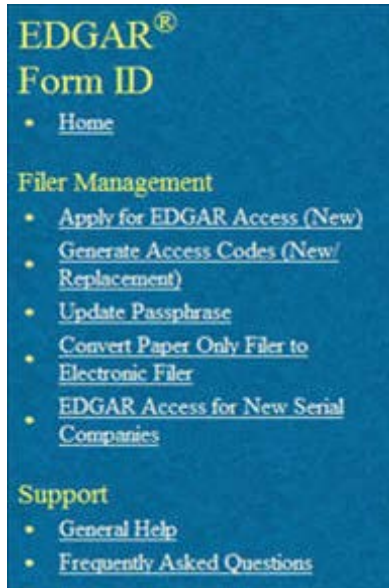 EDGAR®
Form ID
• Home
Filer Management
• Apply for EDGAR Access (New)
• Generate Access Codes (New/
Replacement)
• Update Passphrase
• Convert Paper Only Filer to
Electronic Filer
• EDGAR Access for New Serial
Companies
Support
• General Help
• Frequently Asked Questions